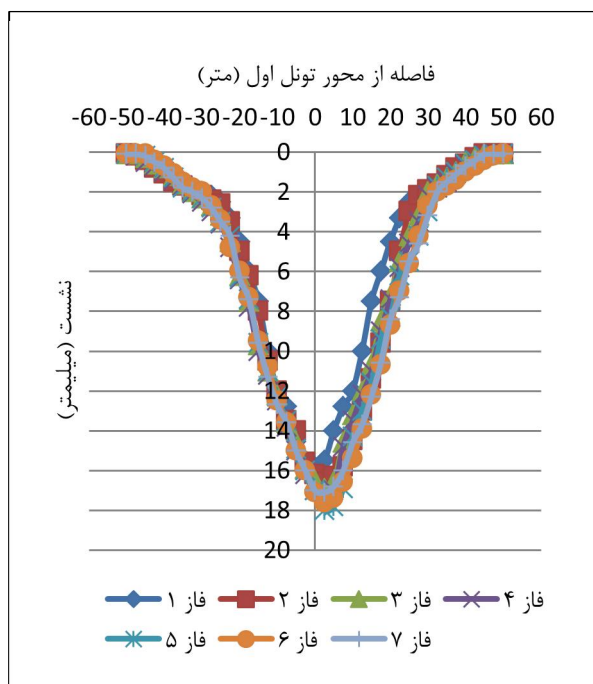 فاصله از محور تونل اول (متر)
-60 -50 -40 -30 -20 -10 0 10 20 30 40 50 60
0
2
4
6
8
10
12
14
16
18
20
نشست (میلیمتر)
فاز ۱ فاز ۲ فاز ۳ فاز ۴
فاز ۵ فاز ۶ فاز ۷